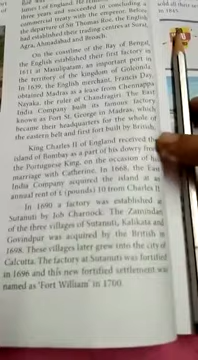 James I of England. He
three years and succeeded in concluding a
commercial treaty with the emperor. Before
the departure of Sir Thomas Roe, the English
had established their trading centres at Surat,
Agra, Ahmadabad and Broach.
On the coveline of the Bay of Bengal,
the English established their first factory in
1611 at Masulipatam, an important port in
the territory of the kingdom of Golkonda.
In 1639, the English merchant, Francis Day,
obtained Madras as a lease from Chennappa
Nayaka, the ruler of Chandragiri. The East
India Company built its famous factory
known as Fort St. George in Madras, which
became their headquarters for the whole of
the eastern belt and first fort built by British.
King Charles II of England received the
island of Bombay as a part of his dowry from
the Portuguese King, on the occasion of his
marriage with Catherine. In 1668, the East
India Company acquired the island at an
annual rent of £ (pounds) 10 from Charles II.
In 1690 a factory was established at
Sutanuti by Job Charnock. The Zamindari
of the three villages of Sutanuti, Kalikata and
Govindpur was acquired by the British in
1698. These villages later grew into the city of
Calcutta. The factory at Sutanuti was fortified
in 1696 and this new fortified settlement was
named as 'Fort William' in 1700.
in 1945.